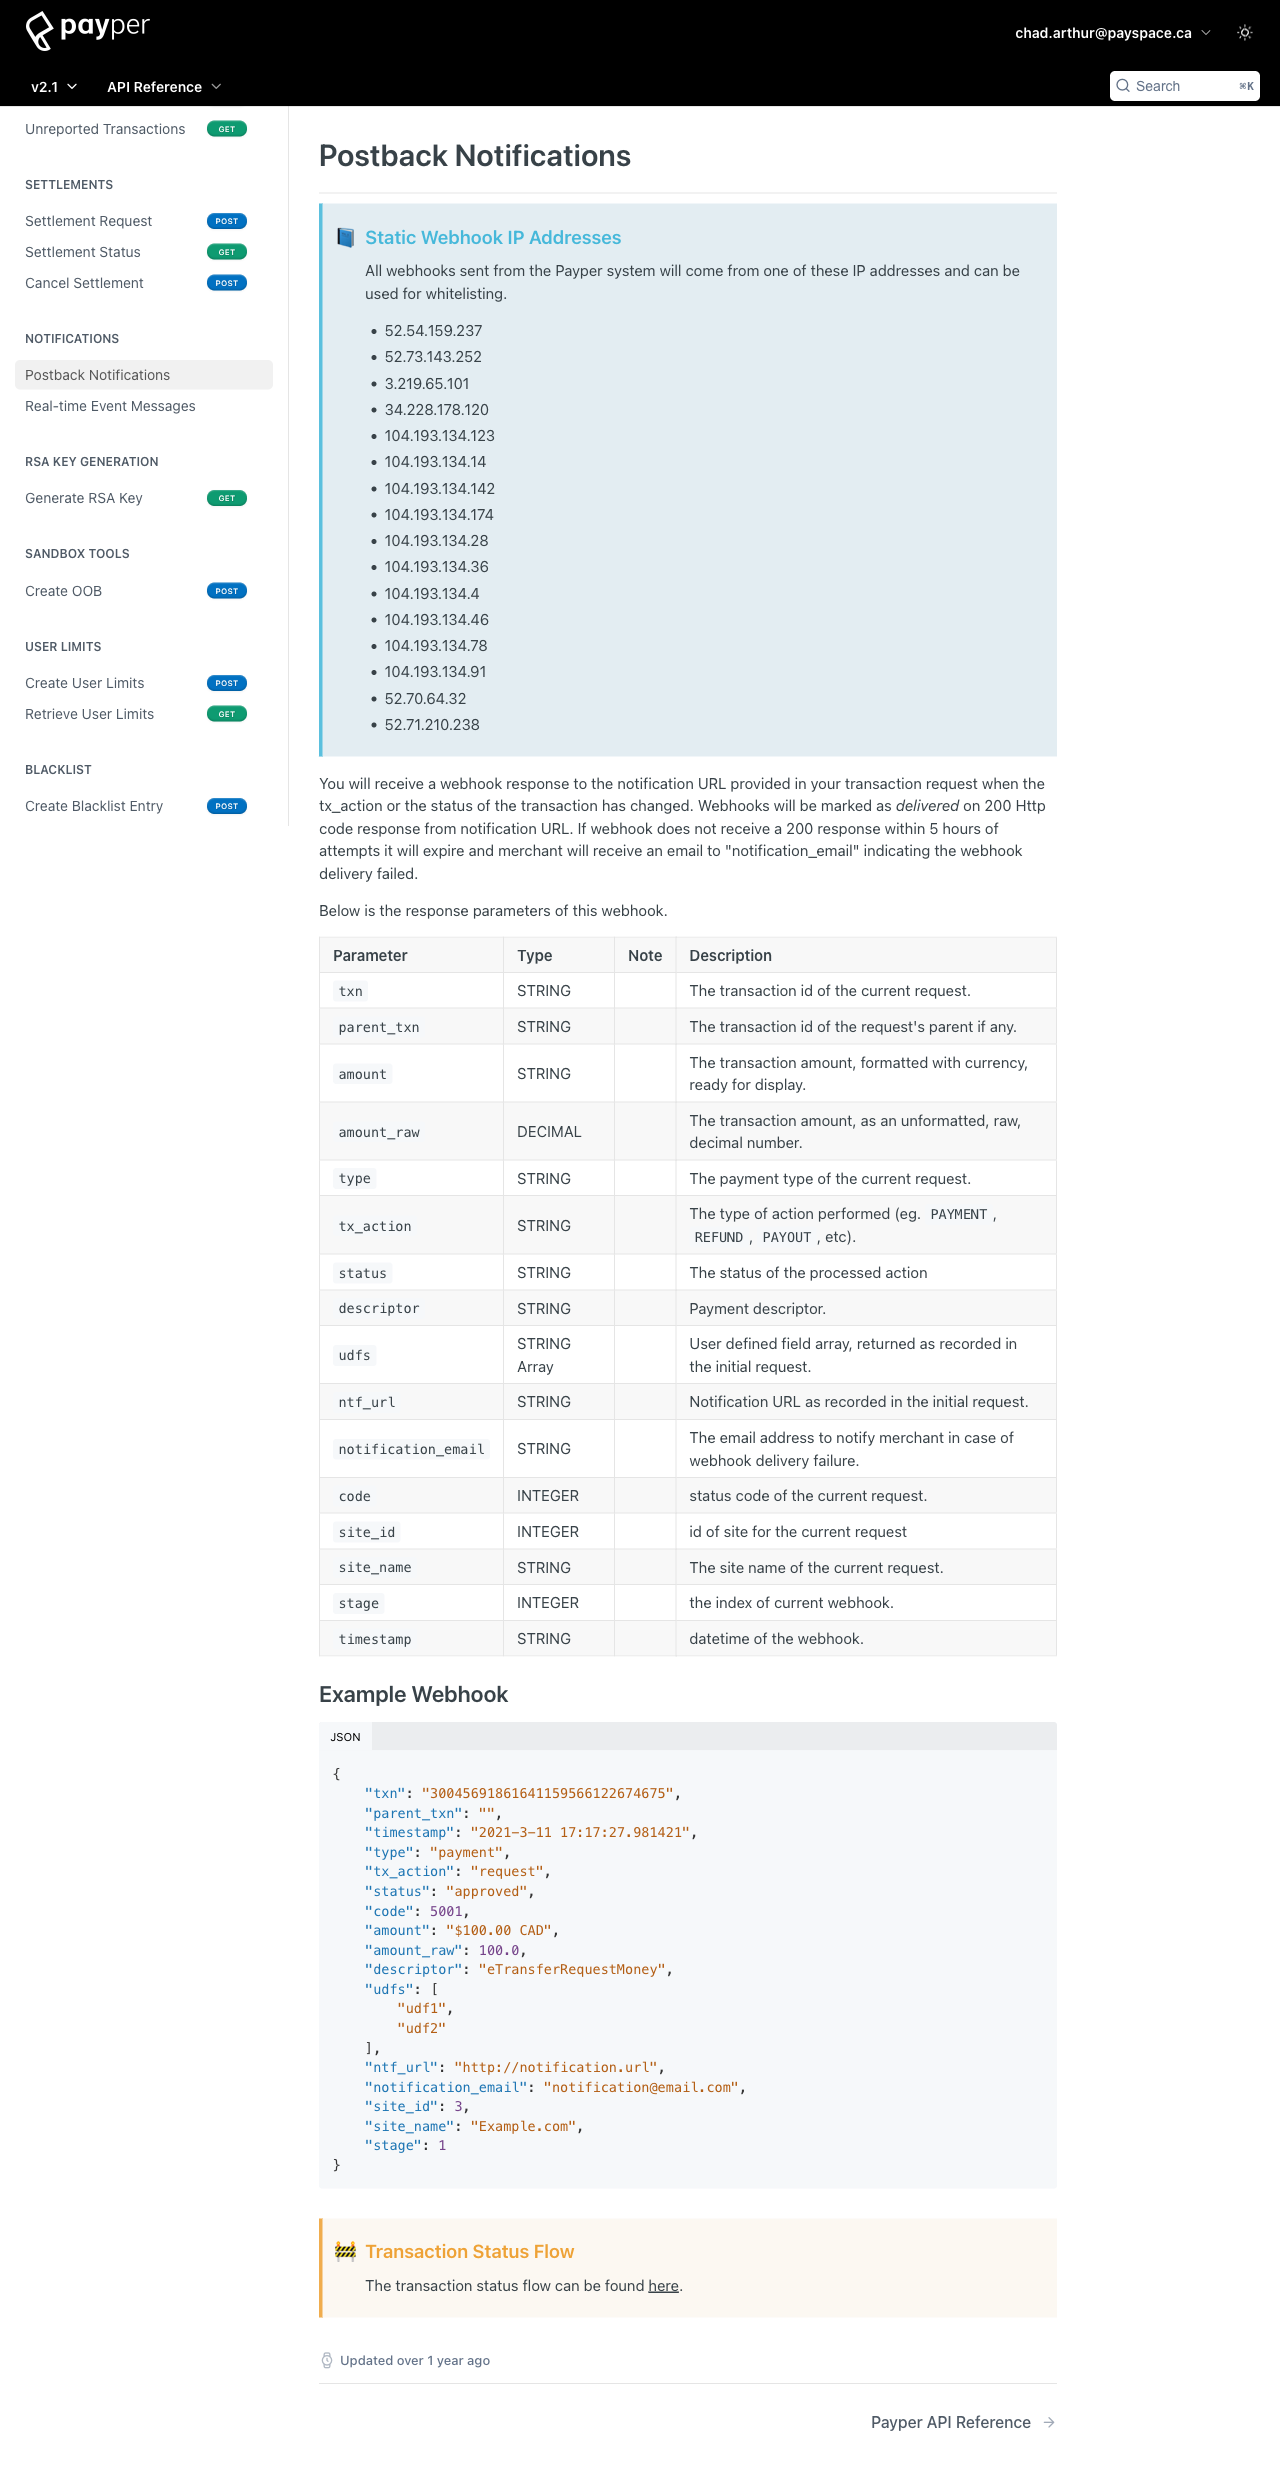 payper
chad.arthur@payspace.ca
v2.1
API Reference
Search
⌘K
Unreported Transactions GET
SETTLEMENTS
Settlement Request POST
Settlement Status GET
Cancel Settlement POST
NOTIFICATIONS
Postback Notifications
Real-time Event Messages
RSA KEY GENERATION
Generate RSA Key GET
SANDBOX TOOLS
Create OOB POST
USER LIMITS
Create User Limits POST
Retrieve User Limits GET
BLACKLIST
Create Blacklist Entry POST
Postback Notifications
Static Webhook IP Addresses
All webhooks sent from the Payper system will come from one of these IP addresses and can be
used for whitelisting.
• 52.54.159.237
• 52.73.143.252
• 3.219.65.101
• 34.228.178.120
• 104.193.134.123
• 104.193.134.14
• 104.193.134.142
• 104.193.134.174
• 104.193.134.28
• 104.193.134.36
• 104.193.134.4
• 104.193.134.46
• 104.193.134.78
• 104.193.134.91
• 52.70.64.32
• 52.71.210.238
You will receive a webhook response to the notification URL provided in your transaction request when the
tx_action or the status of the transaction has changed. Webhooks will be marked as delivered on 200 Http
code response from notification URL. If webhook does not receive a 200 response within 5 hours of
attempts it will expire and merchant will receive an email to "notification_email" indicating the webhook
delivery failed.
Below is the response parameters of this webhook.
Parameter Type Note Description
txn STRING The transaction id of the current request.
parent_txn STRING The transaction id of the request's parent if any.
amount STRING The transaction amount, formatted with currency,
ready for display.
amount_raw DECIMAL The transaction amount, as an unformatted, raw,
decimal number.
type STRING The payment type of the current request.
tx_action STRING The type of action performed (eg. PAYMENT ,
REFUND , PAYOUT , etc).
status STRING The status of the processed action
descriptor STRING Payment descriptor.
udfs STRING Array User defined field array, returned as recorded in
the initial request.
ntf_url STRING Notification URL as recorded in the initial request.
notification_email STRING The email address to notify merchant in case of
webhook delivery failure.
code INTEGER status code of the current request.
site_id INTEGER id of site for the current request
site_name STRING The site name of the current request.
stage INTEGER the index of current webhook.
timestamp STRING datetime of the webhook.
Example Webhook
JSON
{
"txn": "30045691861641159566122674675",
"parent_txn": "",
"timestamp": "2021-3-11 17:17:27.981421",
"type": "payment",
"tx_action": "request",
"status": "approved",
"code": 5001,
"amount": "$100.00 CAD",
"amount_raw": 100.0,
"descriptor": "eTransferRequestMoney",
"udfs": [
"udf1",
"udf2"
],
"ntf_url": "http://notification.url",
"notification_email": "notification@email.com",
"site_id": 3,
"site_name": "Example.com",
"stage": 1
}
Transaction Status Flow
The transaction status flow can be found here.
Updated over 1 year ago
Payper API Reference →